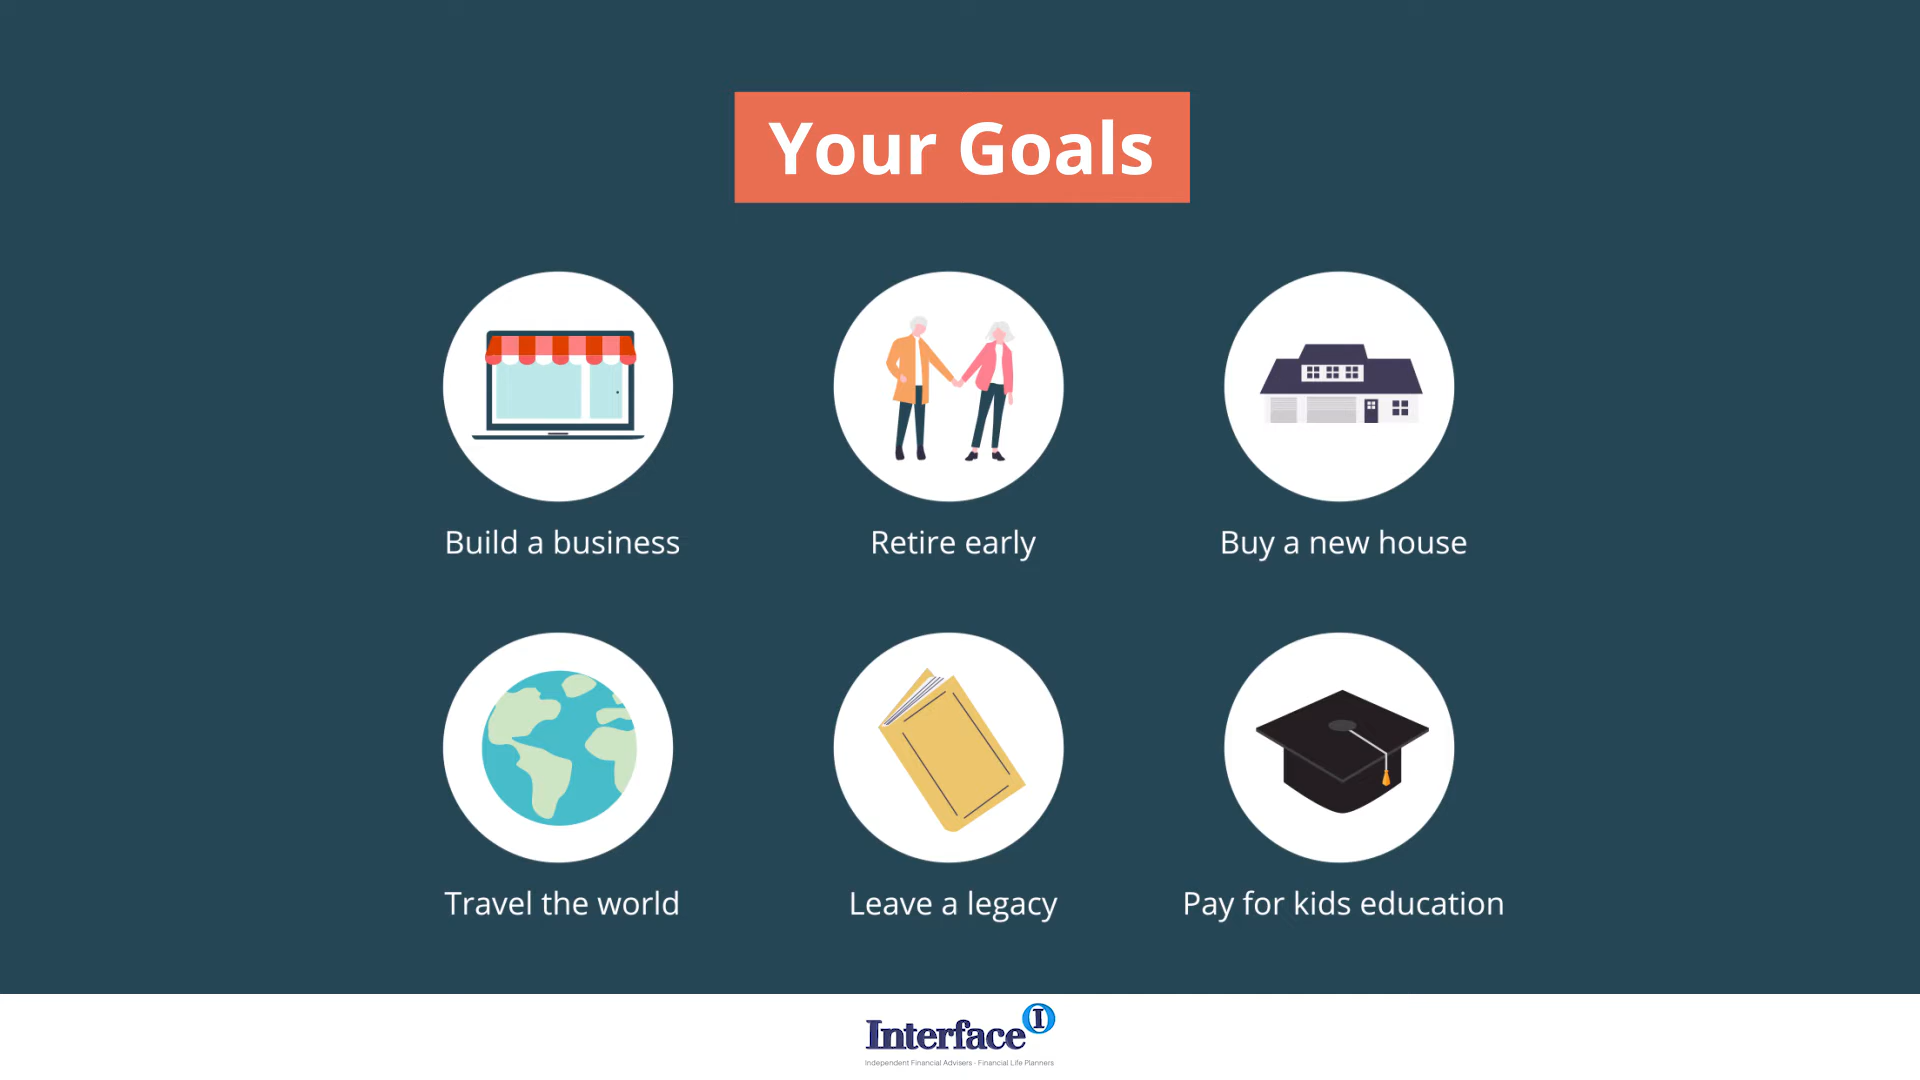 Your Goals
Build a business
Retire early
Buy a new house
Travel the world
Leave a legacy
Pay for kids education
I
Interface
Independent Financial Advisers - Financial Life Planners